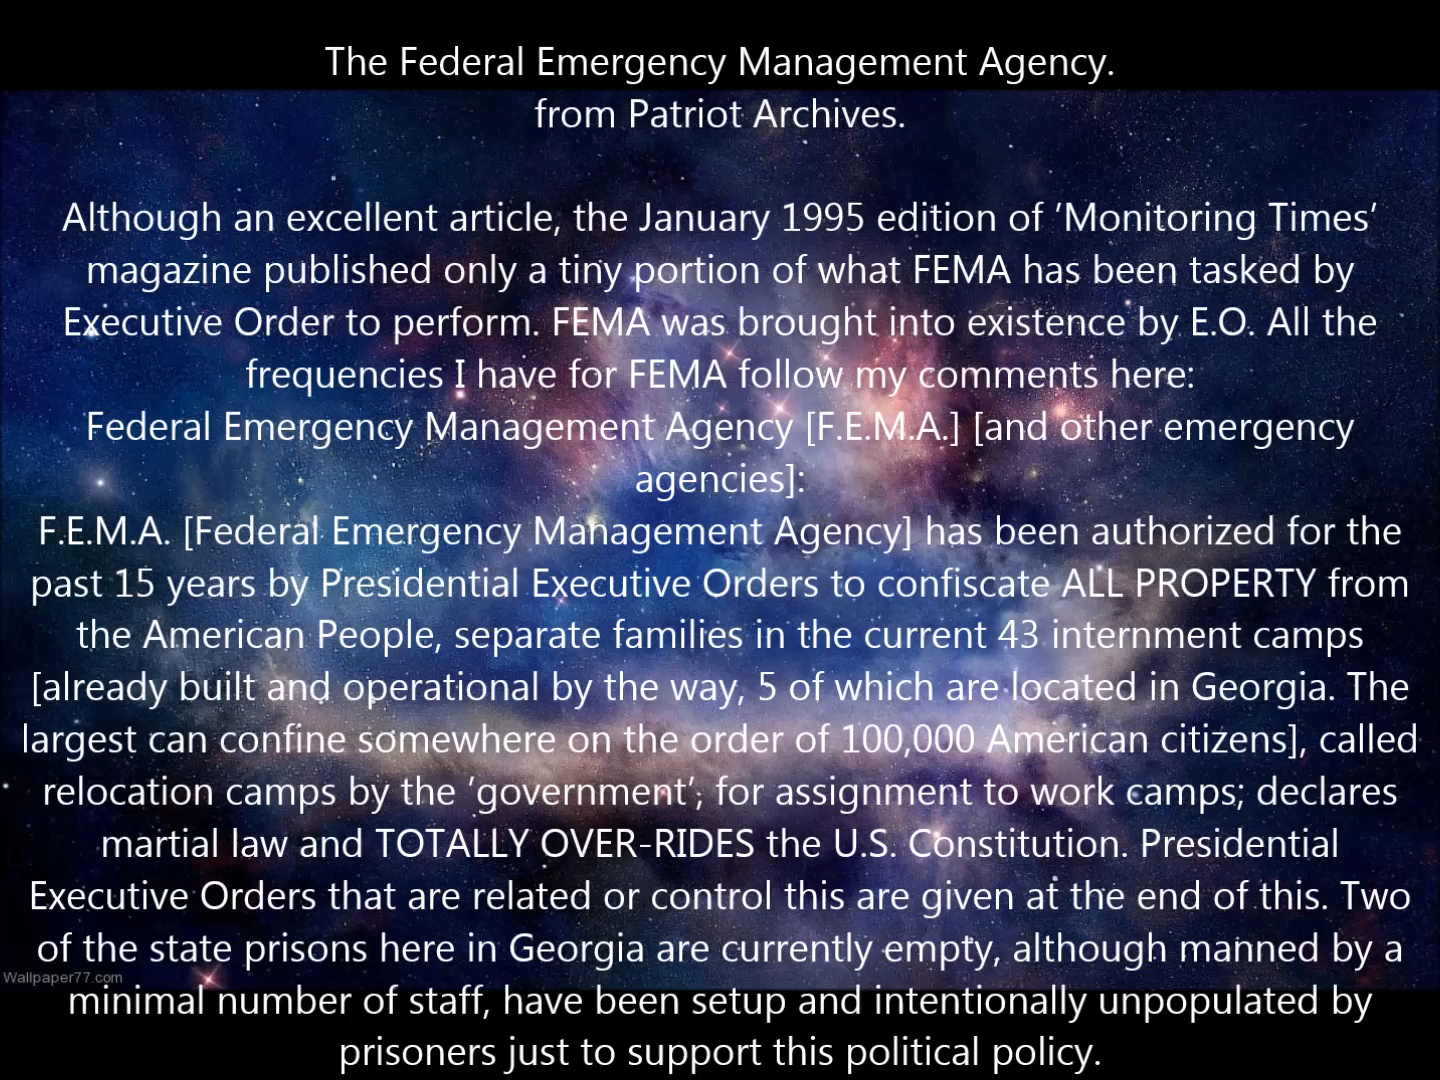 The Federal Emergency Management Agency.
from Patriot Archives.
Although an excellent article, the January 1995 edition of ‘Monitoring Times’
magazine published only a tiny portion of what FEMA has been tasked by
Executive Order to perform. FEMA was brought into existence by E.O. All the
frequencies I have for FEMA follow my comments here:
Federal Emergency Management Agency [F.E.M.A.] [and other emergency
agencies]:
F.E.M.A. [Federal Emergency Management Agency] has been authorized for the
past 15 years by Presidential Executive Orders to confiscate ALL PROPERTY from
the American People, separate families in the current 43 internment camps
[already built and operational by the way, 5 of which are located in Georgia. The
largest can confine somewhere on the order of 100,000 American citizens], called
relocation camps by the ‘government’; for assignment to work camps; declares
martial law and TOTALLY OVER-RIDES the U.S. Constitution. Presidential
Executive Orders that are related or control this are given at the end of this. Two
of the state prisons here in Georgia are currently empty, although manned by a
Wallpaper77.com
minimal number of staff, have been setup and intentionally unpopulated by
prisoners just to support this political policy.